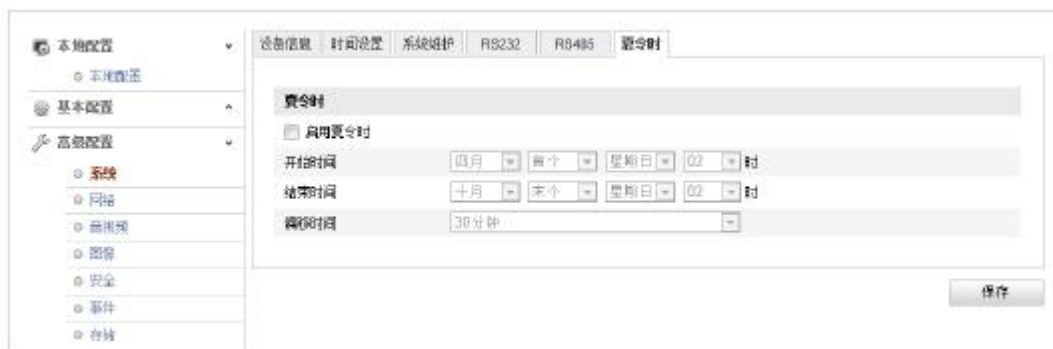 本地配置
本地配置
基本配置
高级配置
系统
网络
音视频
图像
安全
事件
存储
设备信息 时间设置 系统维护 RS232 RS485 夏令时
夏令时
启用夏令时
开始时间 四月 首个 星期日 02 时
结束时间 十月 末个 星期日 02 时
偏移时间 30分钟
保存